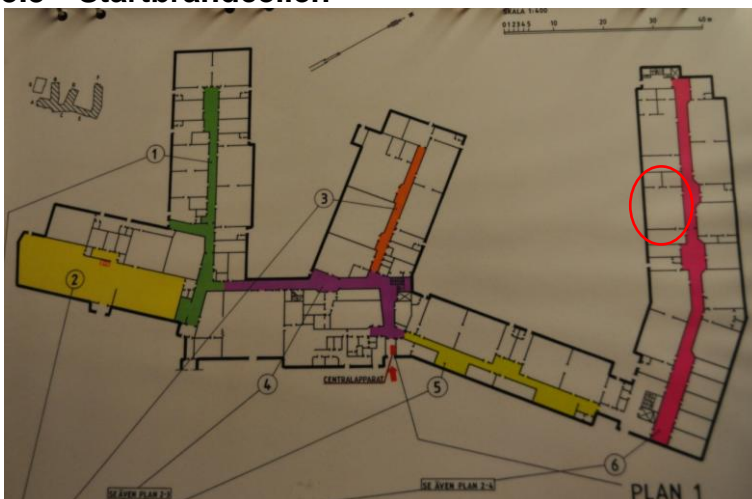 SKALA 1:400
0 1 2 3 4 5 10 20 30 40 m
1
2
3
4
5
6
CENTRALAPPARAT
SE ÄVEN PLAN 2-3
SE ÄVEN PLAN 2-4
PLAN 1